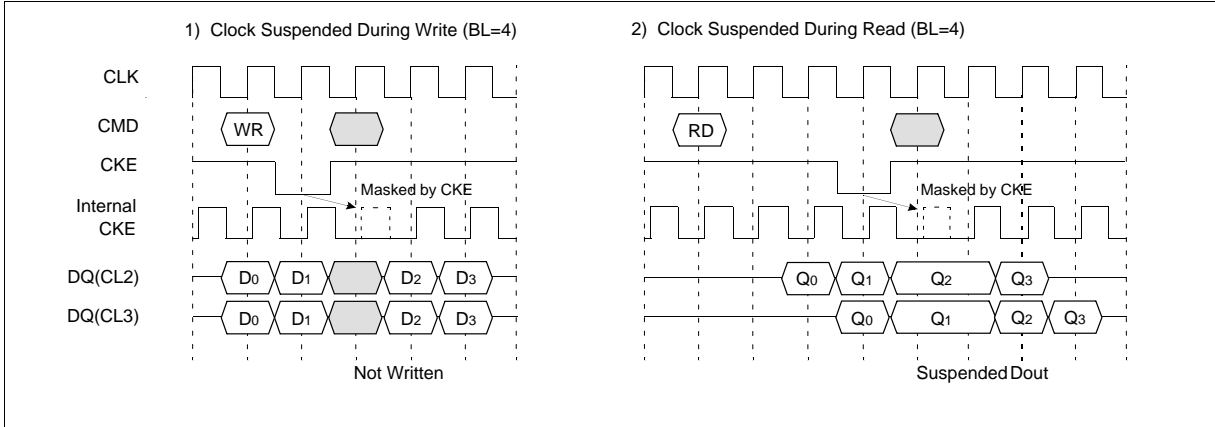 1) Clock Suspended During Write (BL=4)
2) Clock Suspended During Read (BL=4)
CLK
CMD
WR
RD
CKE
Masked by CKE
Masked by CKE
Internal
CKE
DQ(CL2)
D0 D1 D2 D3
Q0 Q1 Q2 Q3
DQ(CL3)
D0 D1 D2 D3
Q0 Q1 Q2 Q3
Not Written
Suspended Dout